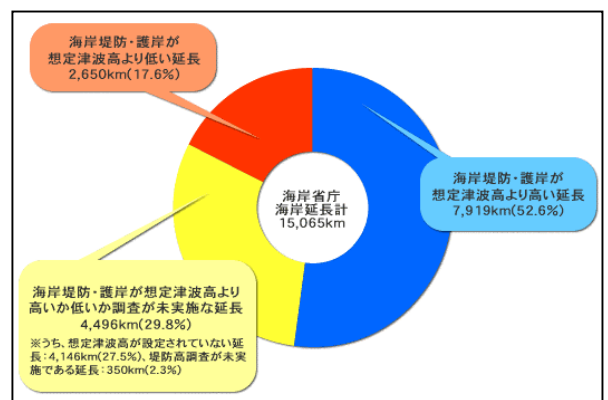 海岸堤防・護岸が
想定津波高より低い延長
2,650km(17.6%)
海岸堤防・護岸が
想定津波高より高い延長
7,919km(52.6%)
海岸省庁
海岸延長計
15,065km
海岸堤防・護岸が想定津波高より
高いか低いか調査が未実施な延長
4,496km(29.8%)
※うち、想定津波高が設定されていない延
長:4,146km(27.5%)、堤防高調査が未実
施である延長:350km(2.3%)